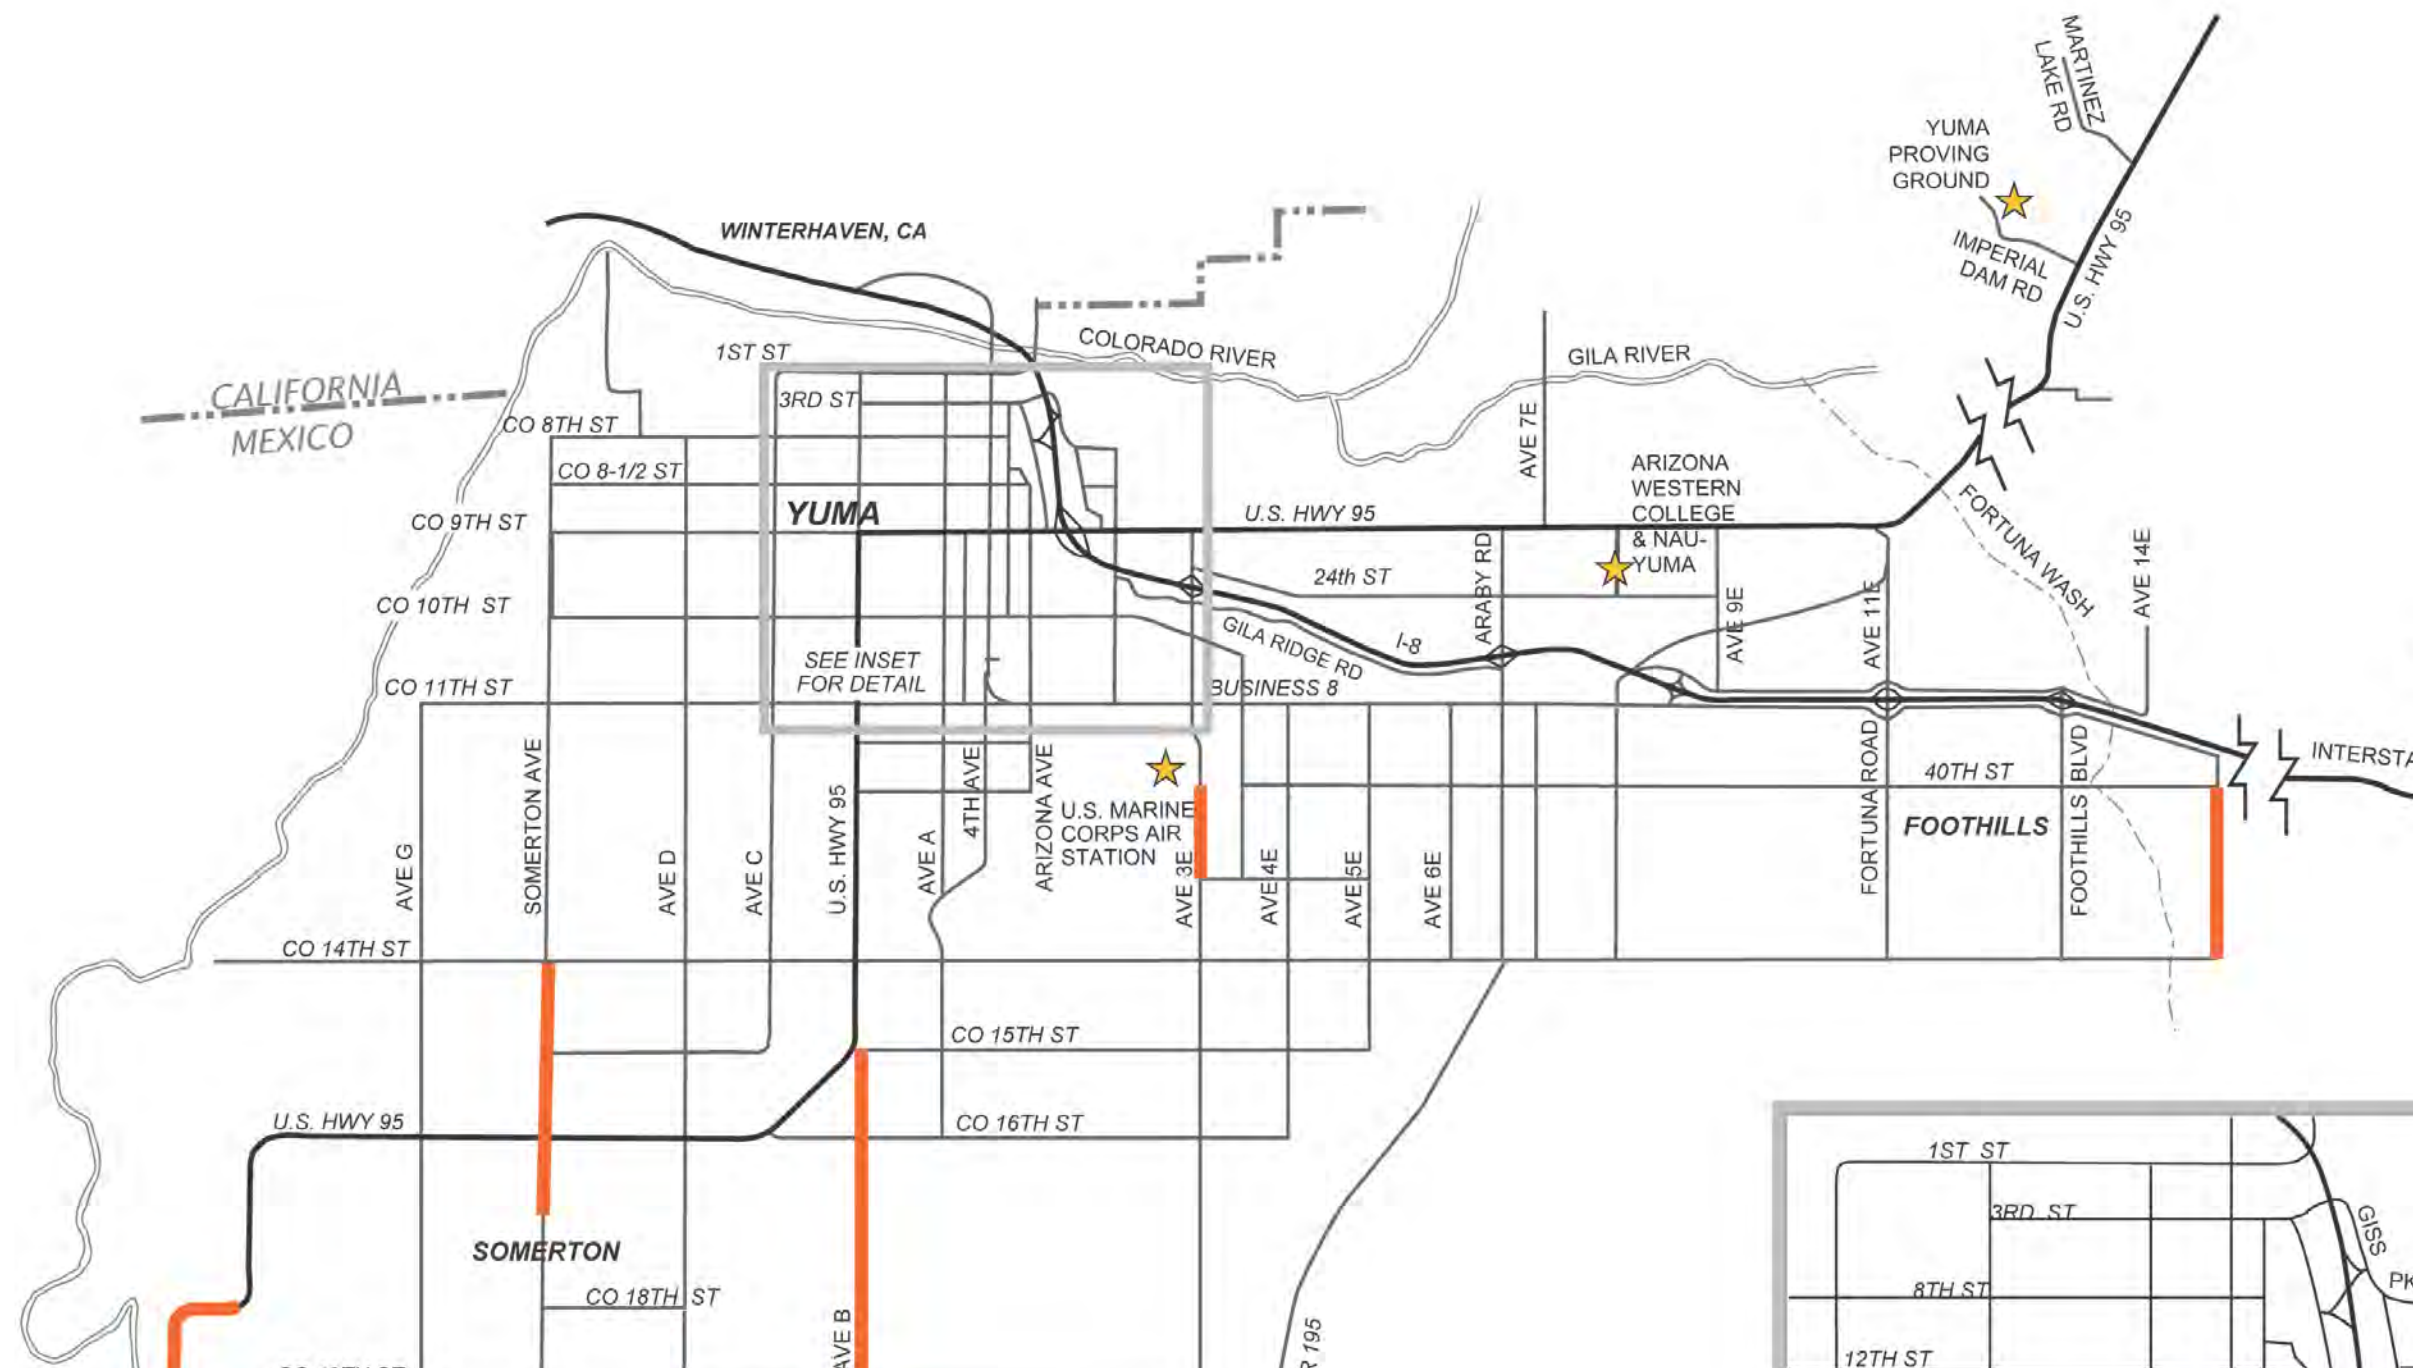 MARTINEZ
LAKE RD
YUMA
PROVING
GROUND
IMPERIAL
DAM RD
U.S. HWY 95
WINTERHAVEN, CA
COLORADO RIVER
GILA RIVER
1ST ST
3RD ST
CALIFORNIA
MEXICO
CO 8TH ST
CO 8-1/2 ST
YUMA
CO 9TH ST
U.S. HWY 95
AVE 7E
ARIZONA
WESTERN
COLLEGE
& NAU-
YUMA
FORTUNA WASH
AVE 14E
24th ST
ARABY RD
AVE 9E
AVE 11E
CO 10TH ST
GILA RIDGE RD
I-8
SEE INSET
FOR DETAIL
CO 11TH ST
BUSINESS 8
AVE G
SOMERTON AVE
AVE D
AVE C
U.S. HWY 95
AVE A
4TH AVE
ARIZONA AVE
U.S. MARINE
CORPS AIR
STATION
AVE 3E
AVE 4E
AVE 5E
AVE 6E
FORTUNA ROAD
40TH ST
FOOTHILLS
FOOTHILLS BLVD
INTERSTA
CO 14TH ST
CO 15TH ST
U.S. HWY 95
CO 16TH ST
SOMERTON
CO 18TH ST
AVE B
R 195
1ST ST
3RD ST
GISS
PK
8TH ST
12TH ST